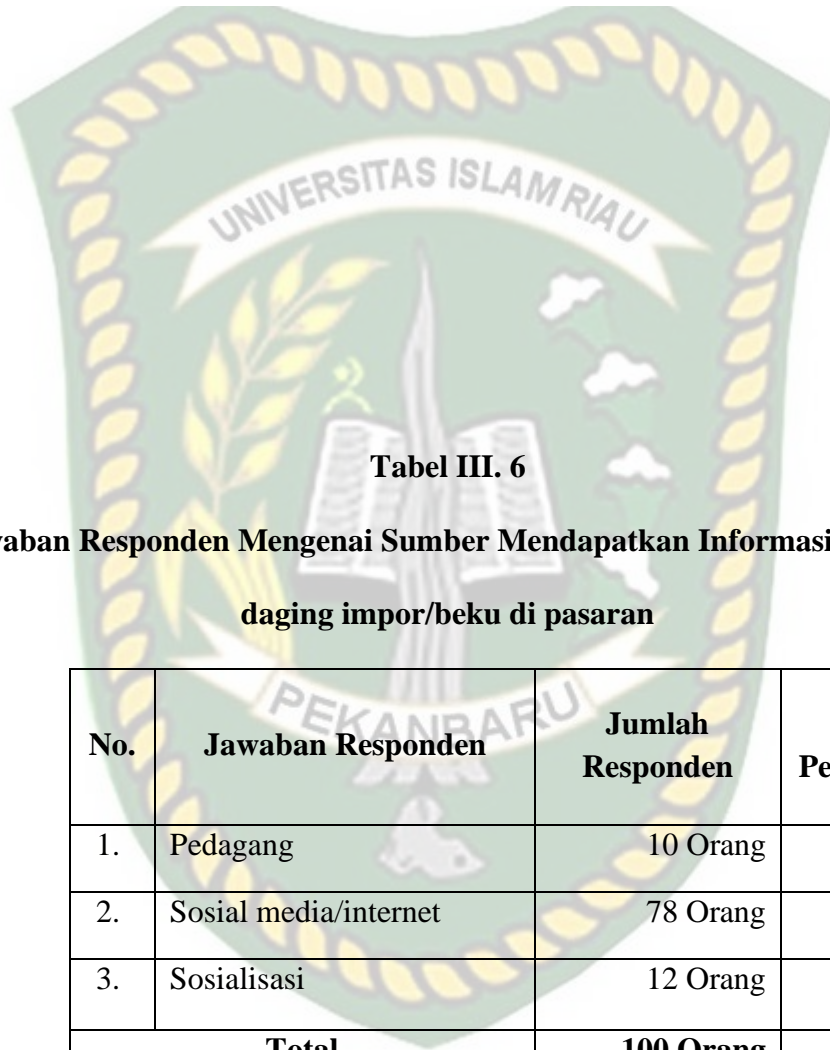 UNIVERSITAS ISLAM RIAU
Tabel III. 6
Responden Mengenai Sumber Mendapatkan Informasi
daging impor/beku di pasaran
PEKANBARU
No. Jawaban Responden Jumlah Responden
1. Pedagang 10 Orang
2. Sosial media/internet 78 Orang
3. Sosialisasi 12 Orang
Total 100 Orang